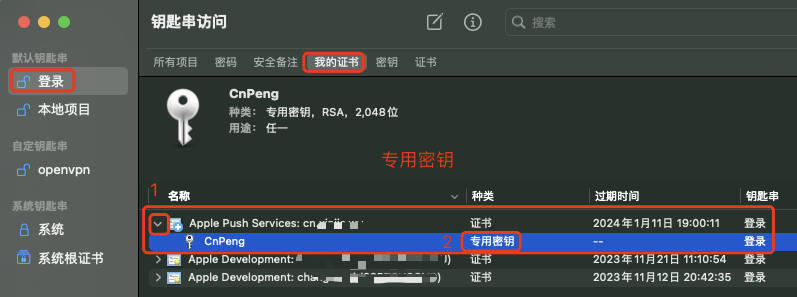 钥匙串访问
搜索
默认钥匙串
登录
本地项目
自定钥匙串
openvpn
系统钥匙串
系统
系统根证书
所有项目 密码 安全备注 我的证书 密钥 证书
CnPeng
种类： 专用密钥，RSA，2,048位
用途： 任一
专用密钥
1
名称 种类 过期时间 钥匙串
Apple Push Services: cn. 证书 2024年1月11日 19:00:11 登录
CnPeng 2 专用密钥 -- 登录
Apple Development: 证书 2023年11月21日 11:10:54 登录
Apple Development: 证书 2023年11月12日 20:42:35 登录